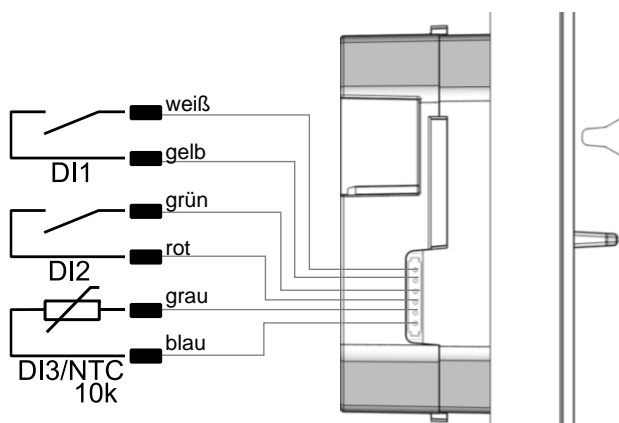 weiß
gelb
DI1
grün
rot
DI2
grau
blau
DI3/NTC
10k